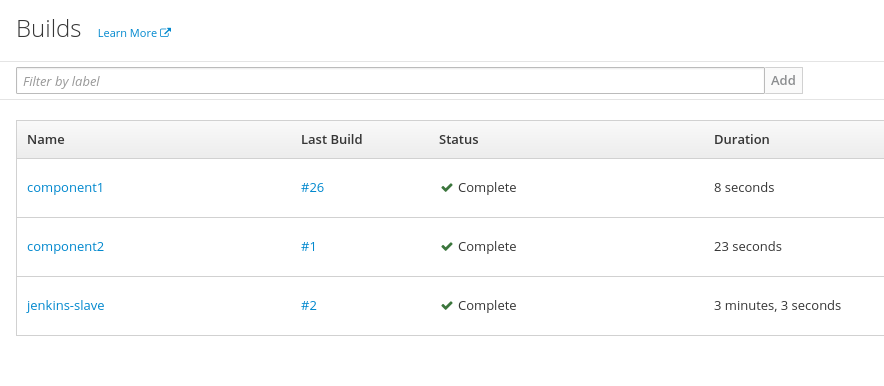 Builds Learn More
Filter by label Add
Name Last Build Status Duration
component1 #26 Complete 8 seconds
component2 #1 Complete 23 seconds
jenkins-slave #2 Complete 3 minutes, 3 seconds